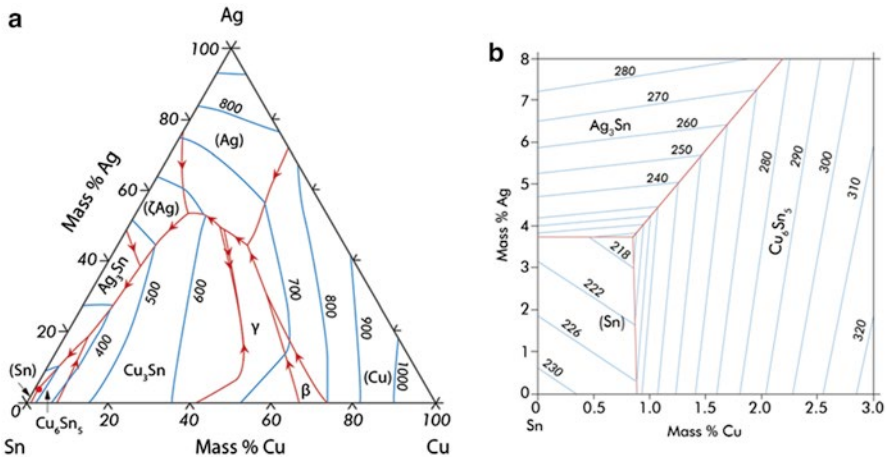 a
Ag
100
800
80
(Ag)
Mass % Ag
60
(ζAg)
40
Ag₃Sn
500
600
700
800
900
1000
20
400
γ
(Sn)
Cu₃Sn
β
(Cu)
0
20
40
60
80
100
Cu₆Sn₅
Sn
Mass % Cu
Cu
b
8
7
6
5
4
3
2
1
0
Mass % Ag
280
270
Ag₃Sn
260
250
240
218
222
(Sn)
226
230
280
290
300
310
Cu₆Sn₅
320
0
0.5
1.0
1.5
2.0
2.5
3.0
Sn
Mass % Cu